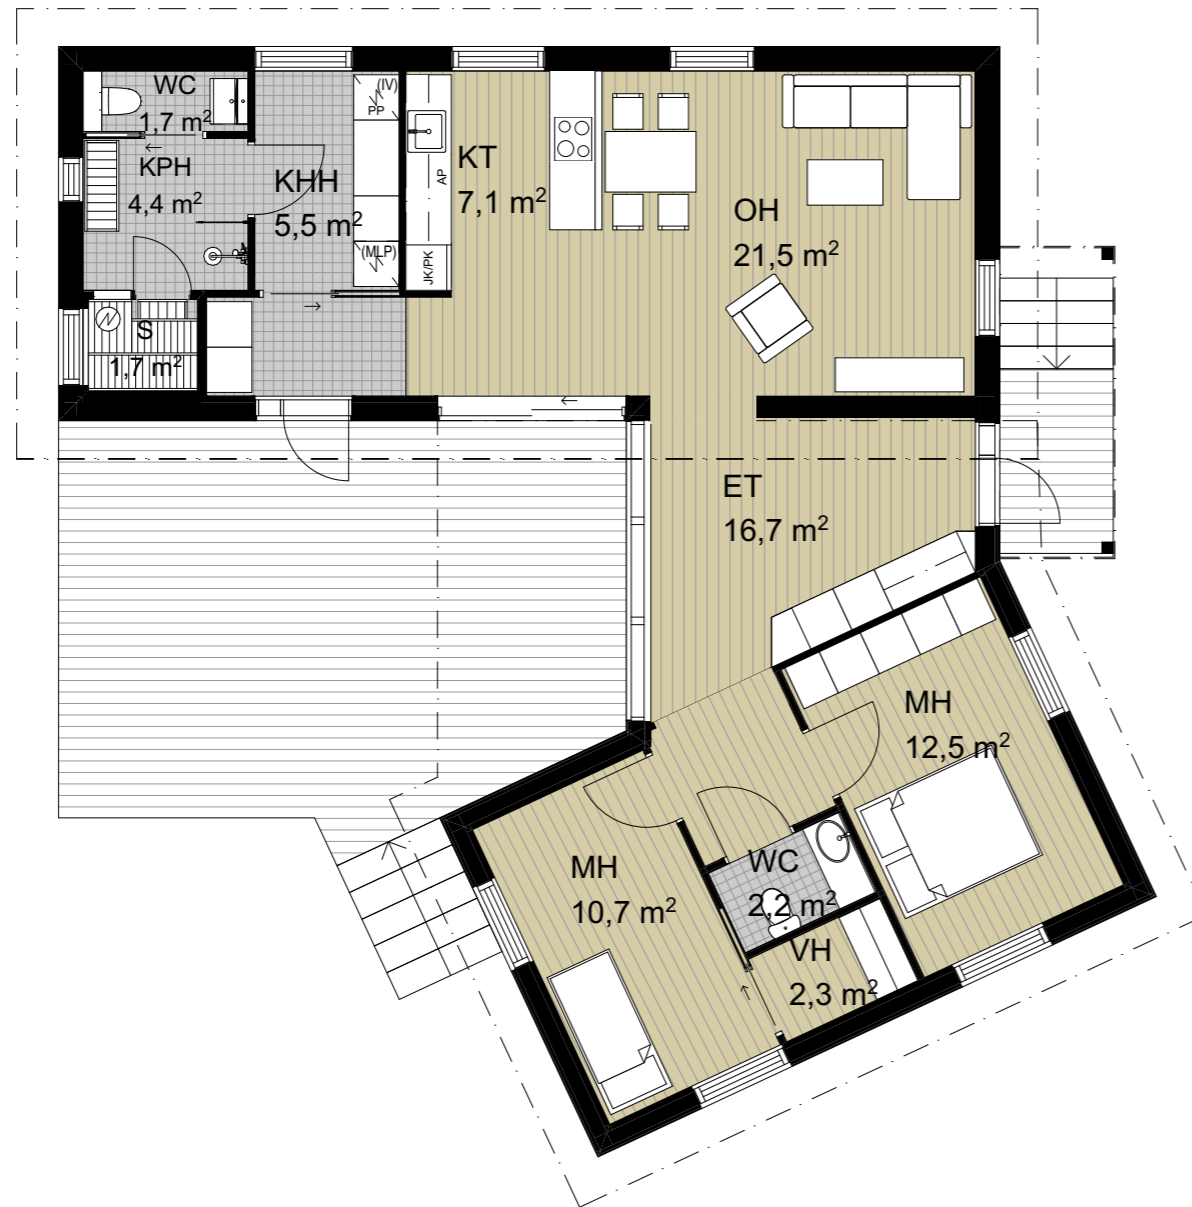 WC
1,7 m²
(IV)
PP
KPH
4,4 m²
KHH
5,5 m²
AP
KT
7,1 m²
OH
21,5 m²
(MLP)
JK/PK
S
1,7 m²
ET
16,7 m²
MH
12,5 m²
MH
10,7 m²
WC
2,2 m²
VH
2,3 m²